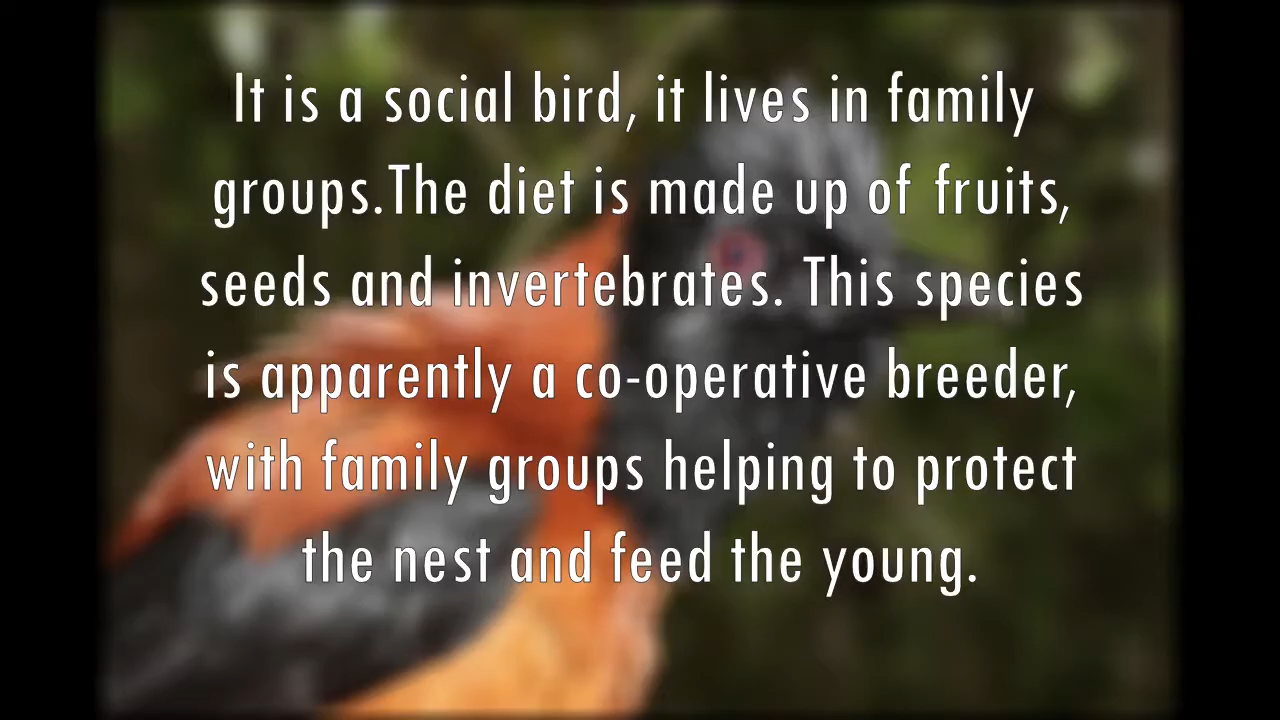 It is a social bird, it lives in family
groups.The diet is made up of fruits,
seeds and invertebrates. This species
is apparently a co-operative breeder,
with family groups helping to protect
the nest and feed the young.